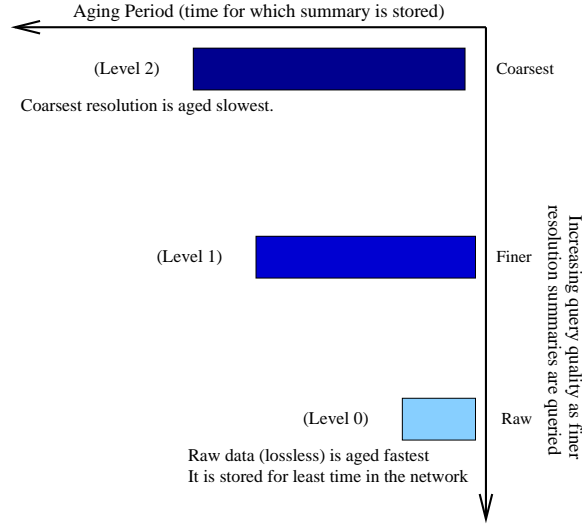 Aging Period (time for which summary is stored)
(Level 2)
Coarsest
Coarsest resolution is aged slowest.
(Level 1)
Finer
Increasing query quality as finer
resolution summaries are queried
(Level 0)
Raw
Raw data (lossless) is aged fastest
It is stored for least time in the network